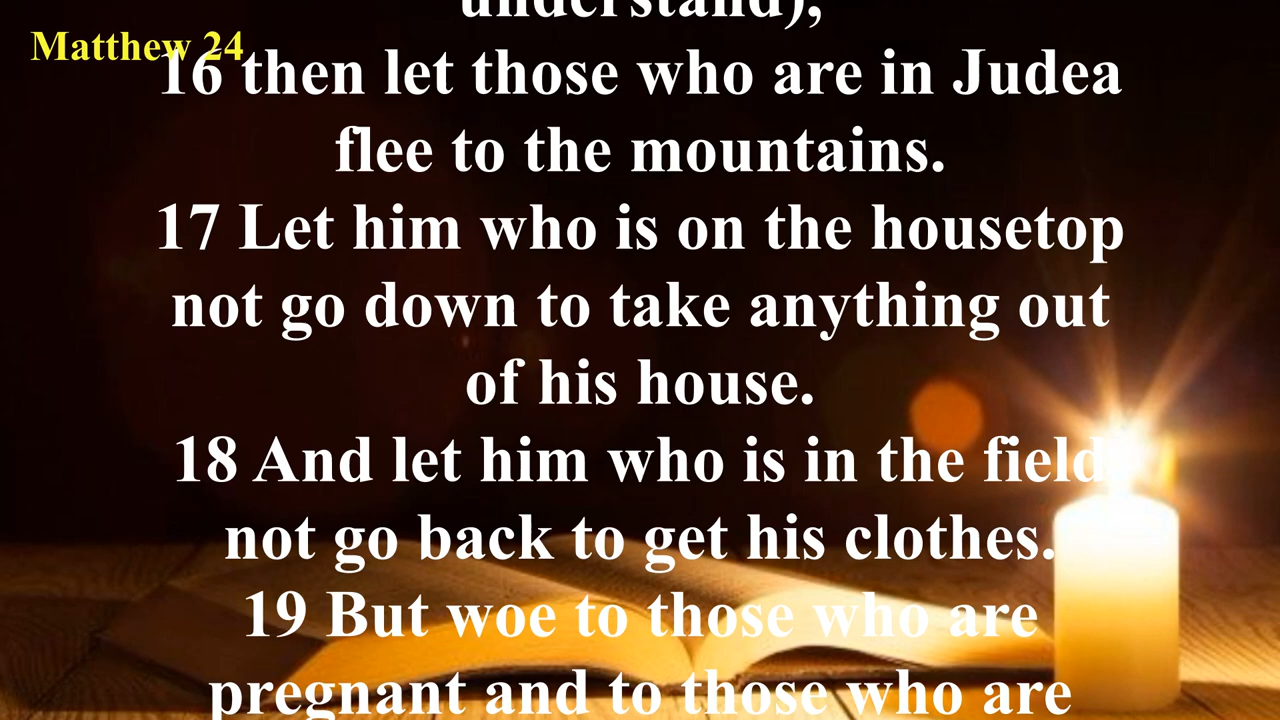 understand),
Matthew 24
16 then let those who are in Judea
flee to the mountains.
17 Let him who is on the housetop
not go down to take anything out
of his house.
18 And let him who is in the field
not go back to get his clothes.
19 But woe to those who are
pregnant and to those who are